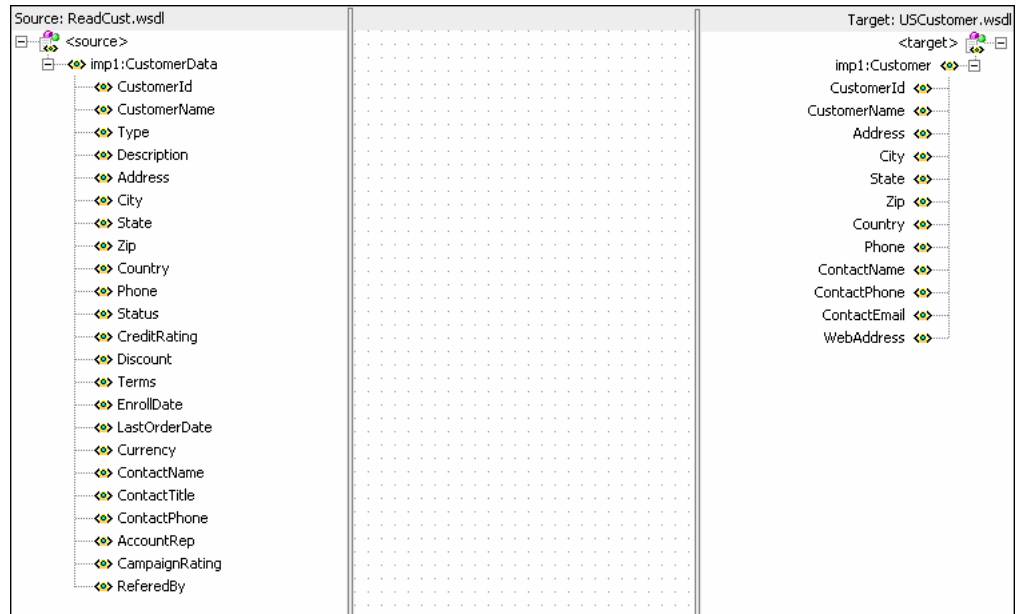 Source: ReadCust.wsdl
<source>
imp1:CustomerData
CustomerId
CustomerName
Type
Description
Address
City
State
Zip
Country
Phone
Status
CreditRating
Discount
Terms
EnrollDate
LastOrderDate
Currency
ContactName
ContactTitle
ContactPhone
AccountRep
CampaignRating
ReferedBy
Target: USCustomer.wsdl
<target>
imp1:Customer
CustomerId
CustomerName
Address
City
State
Zip
Country
Phone
ContactName
ContactPhone
ContactEmail
WebAddress